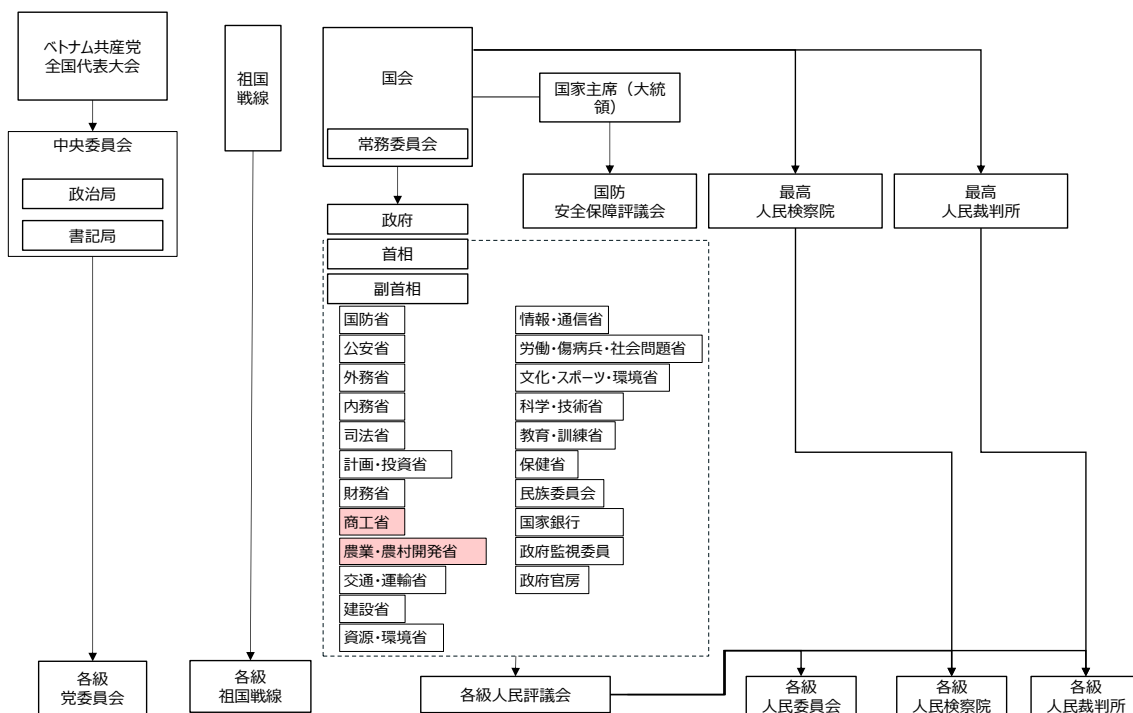 ベトナム共産党
全国代表大会
中央委員会
政治局
書記局
各級
党委員会
祖国
戦線
各級
祖国戦線
国会
常務委員会
国家主席（大統
領）
国防
安全保障評議会
最高
人民検察院
最高
人民裁判所
政府
首相
副首相
国防省
公安省
外務省
内務省
司法省
計画・投資省
財務省
商工省
農業・農村開発省
交通・運輸省
建設省
資源・環境省
情報・通信省
労働・傷病兵・社会問題省
文化・スポーツ・環境省
科学・技術省
教育・訓練省
保健省
民族委員会
国家銀行
政府監視委員
政府官房
各級人民評議会
各級
人民委員会
各級
人民検察院
各級
人民裁判所